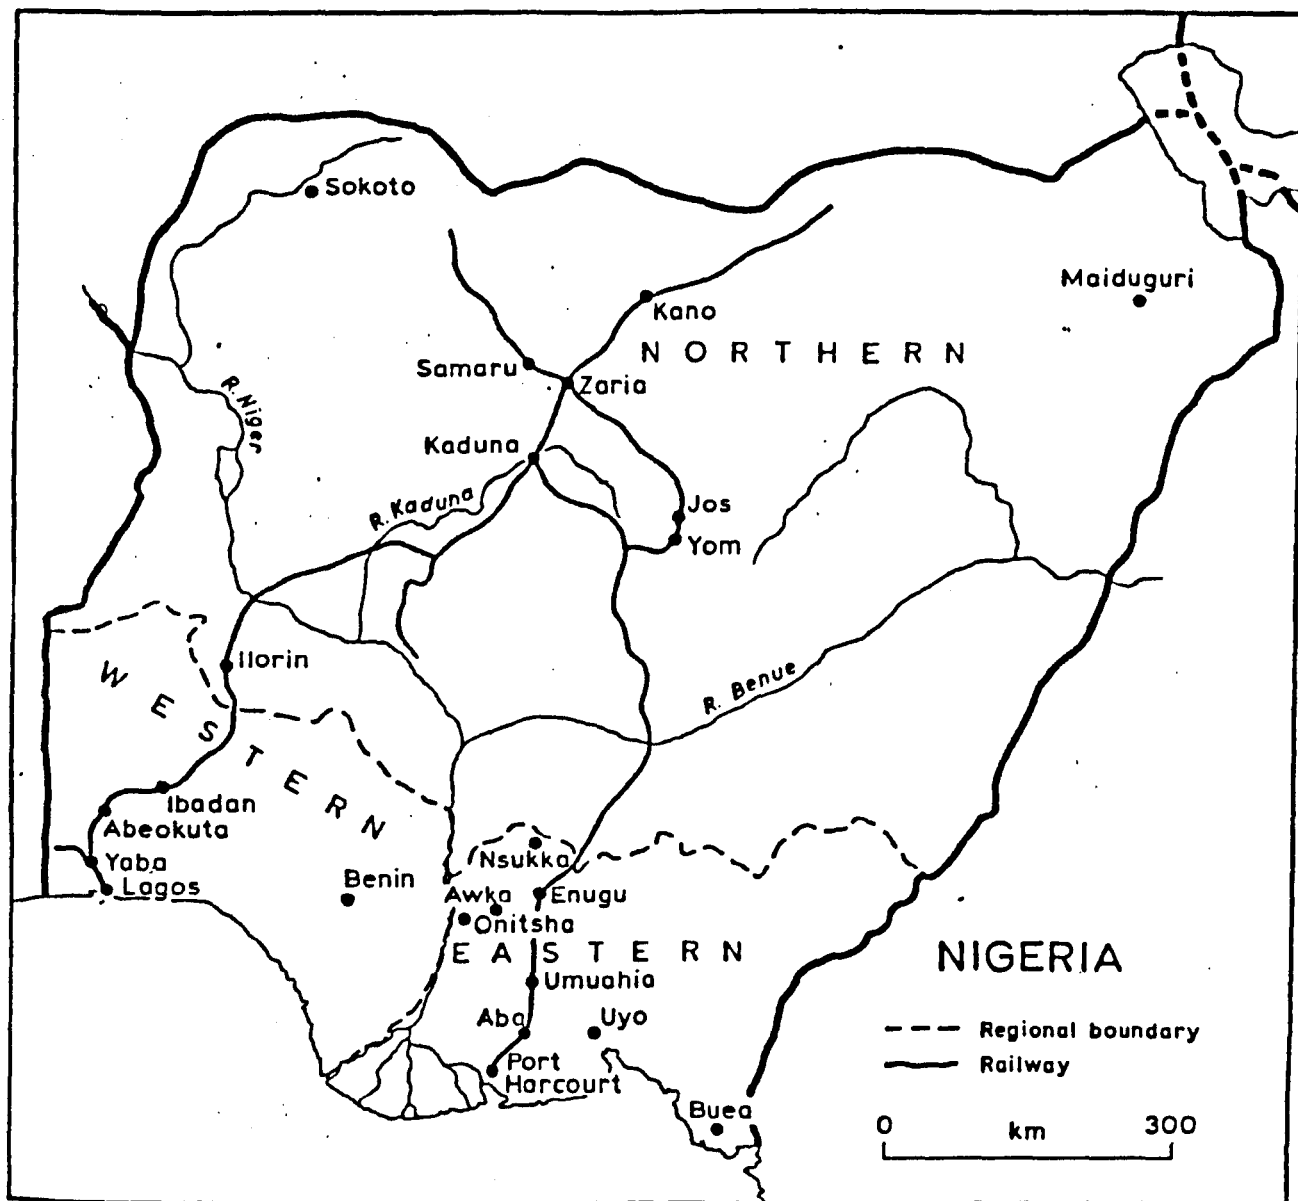 Sokoto
Maiduguri
Kano
NORTHERN
Samaru
Zaria
R. Niger
Kaduna
R. Kaduna
Jos
Yom
Ilorin
WESTERN
R. Benue
Ibadan
Abeokuta
Nsukka
Yaba
Lagos
Benin
Awka
Enugu
Onitsha
EASTERN
NIGERIA
Umuahia
Aba
Uyo
Regional boundary
Railway
Port
Harcourt
Buea
0 km 300